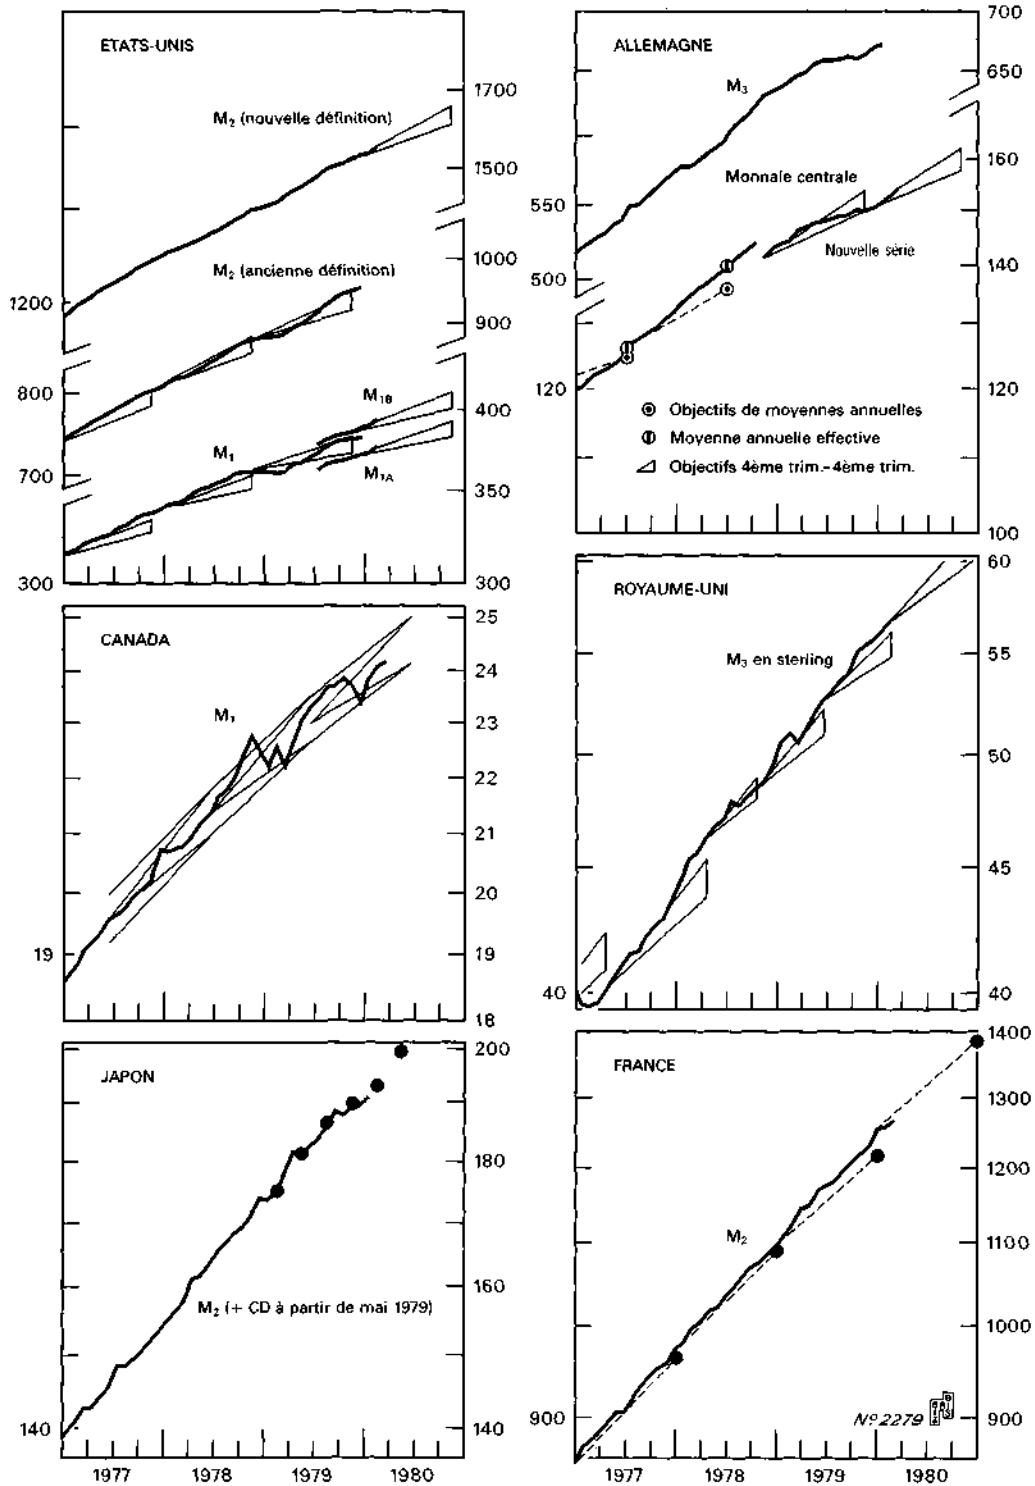 ETATS-UNIS
M₂ (nouvelle définition)
M₂ (ancienne définition)
M₁B
M₁
M₁A
1200
800
700
300
1700
1500
1000
900
400
350
300
ALLEMAGNE
M₃
Monnaie centrale
Nouvelle série
Objectifs de moyennes annuelles
Moyenne annuelle effective
Objectifs 4ème trim.-4ème trim.
550
500
120
700
650
160
140
120
100
CANADA
M₁
19
25
24
23
22
21
20
19
18
ROYAUME-UNI
M₃ en sterling
40
60
55
50
45
40
JAPON
M₂ (+ CD à partir de mai 1979)
140
200
180
160
140
1977 1978 1979 1980
FRANCE
M₂
900
1400
1300
1200
1100
1000
900
Nº 2279
1977 1978 1979 1980